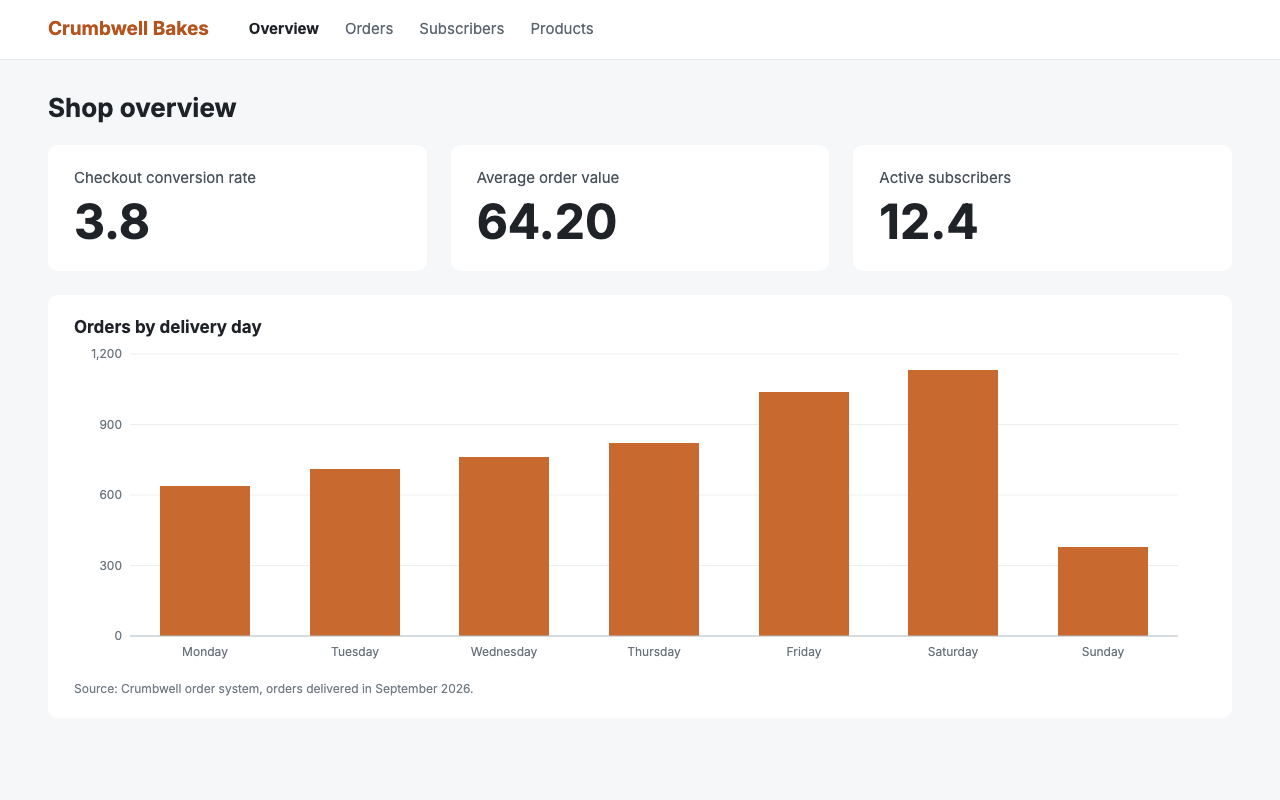 Crumbwell Bakes Overview Orders Subscribers Products
Shop overview
Checkout conversion rate
3.8
Average order value
64.20
Active subscribers
12.4
Orders by delivery day
1,200
900
600
300
0
Monday Tuesday Wednesday Thursday Friday Saturday Sunday
Source: Crumbwell order system, orders delivered in September 2026.